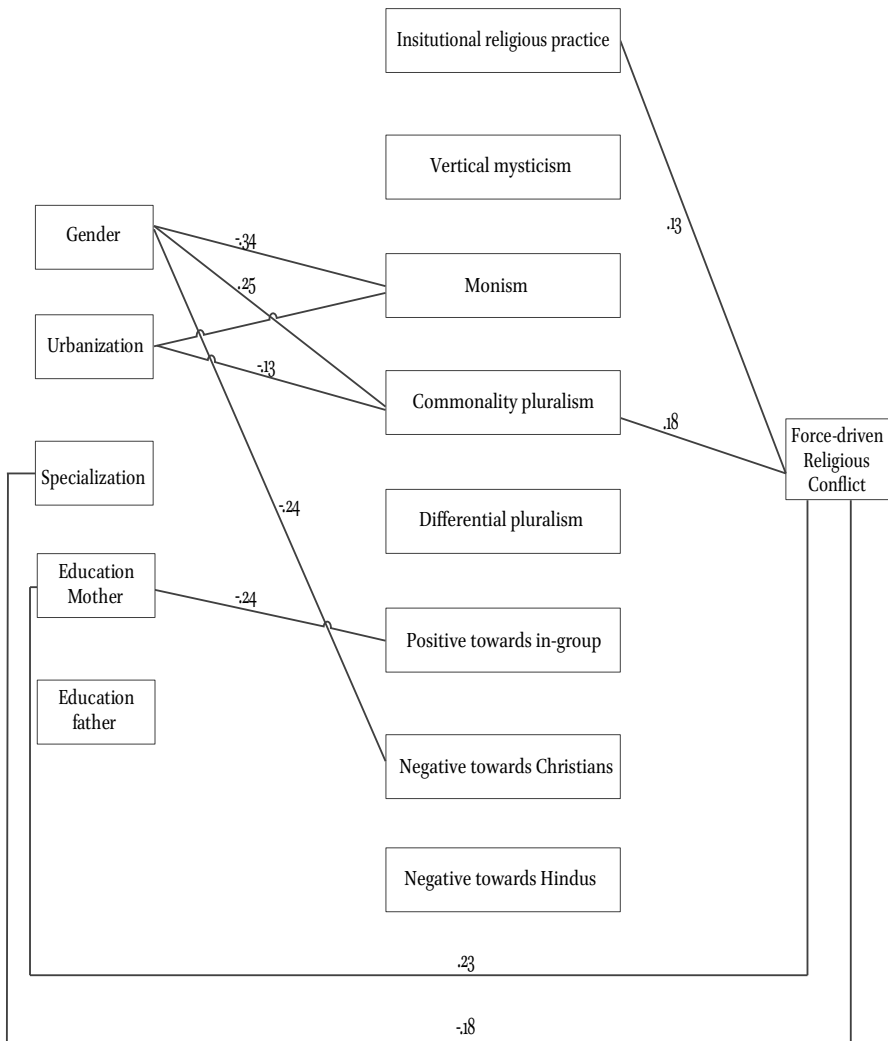 Insitutional religious practice
Vertical mysticism
.13
Gender
-.34
Monism
.25
Urbanization
-.13
Commonality pluralism
.18
Force-driven
Religious
Conflict
Specialization
-.24
Differential pluralism
Education
Mother
-.24
Positive towards in-group
Education
father
Negative towards Christians
Negative towards Hindus
.23
-.18